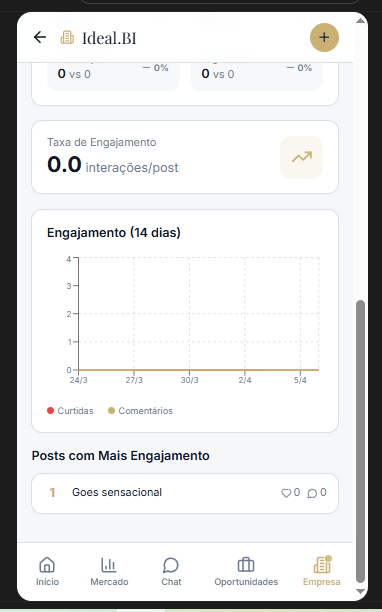 Ideal.BI
0 vs 0
— 0%
0 vs 0
— 0%
Taxa de Engajamento
0.0 interações/post
Engajamento (14 dias)
4
3
2
1
0
24/3
27/3
30/3
2/4
5/4
Curtidas
Comentários
Posts com Mais Engajamento
1 Goes sensacional 0 0
Início
Mercado
Chat
Oportunidades
Empresa